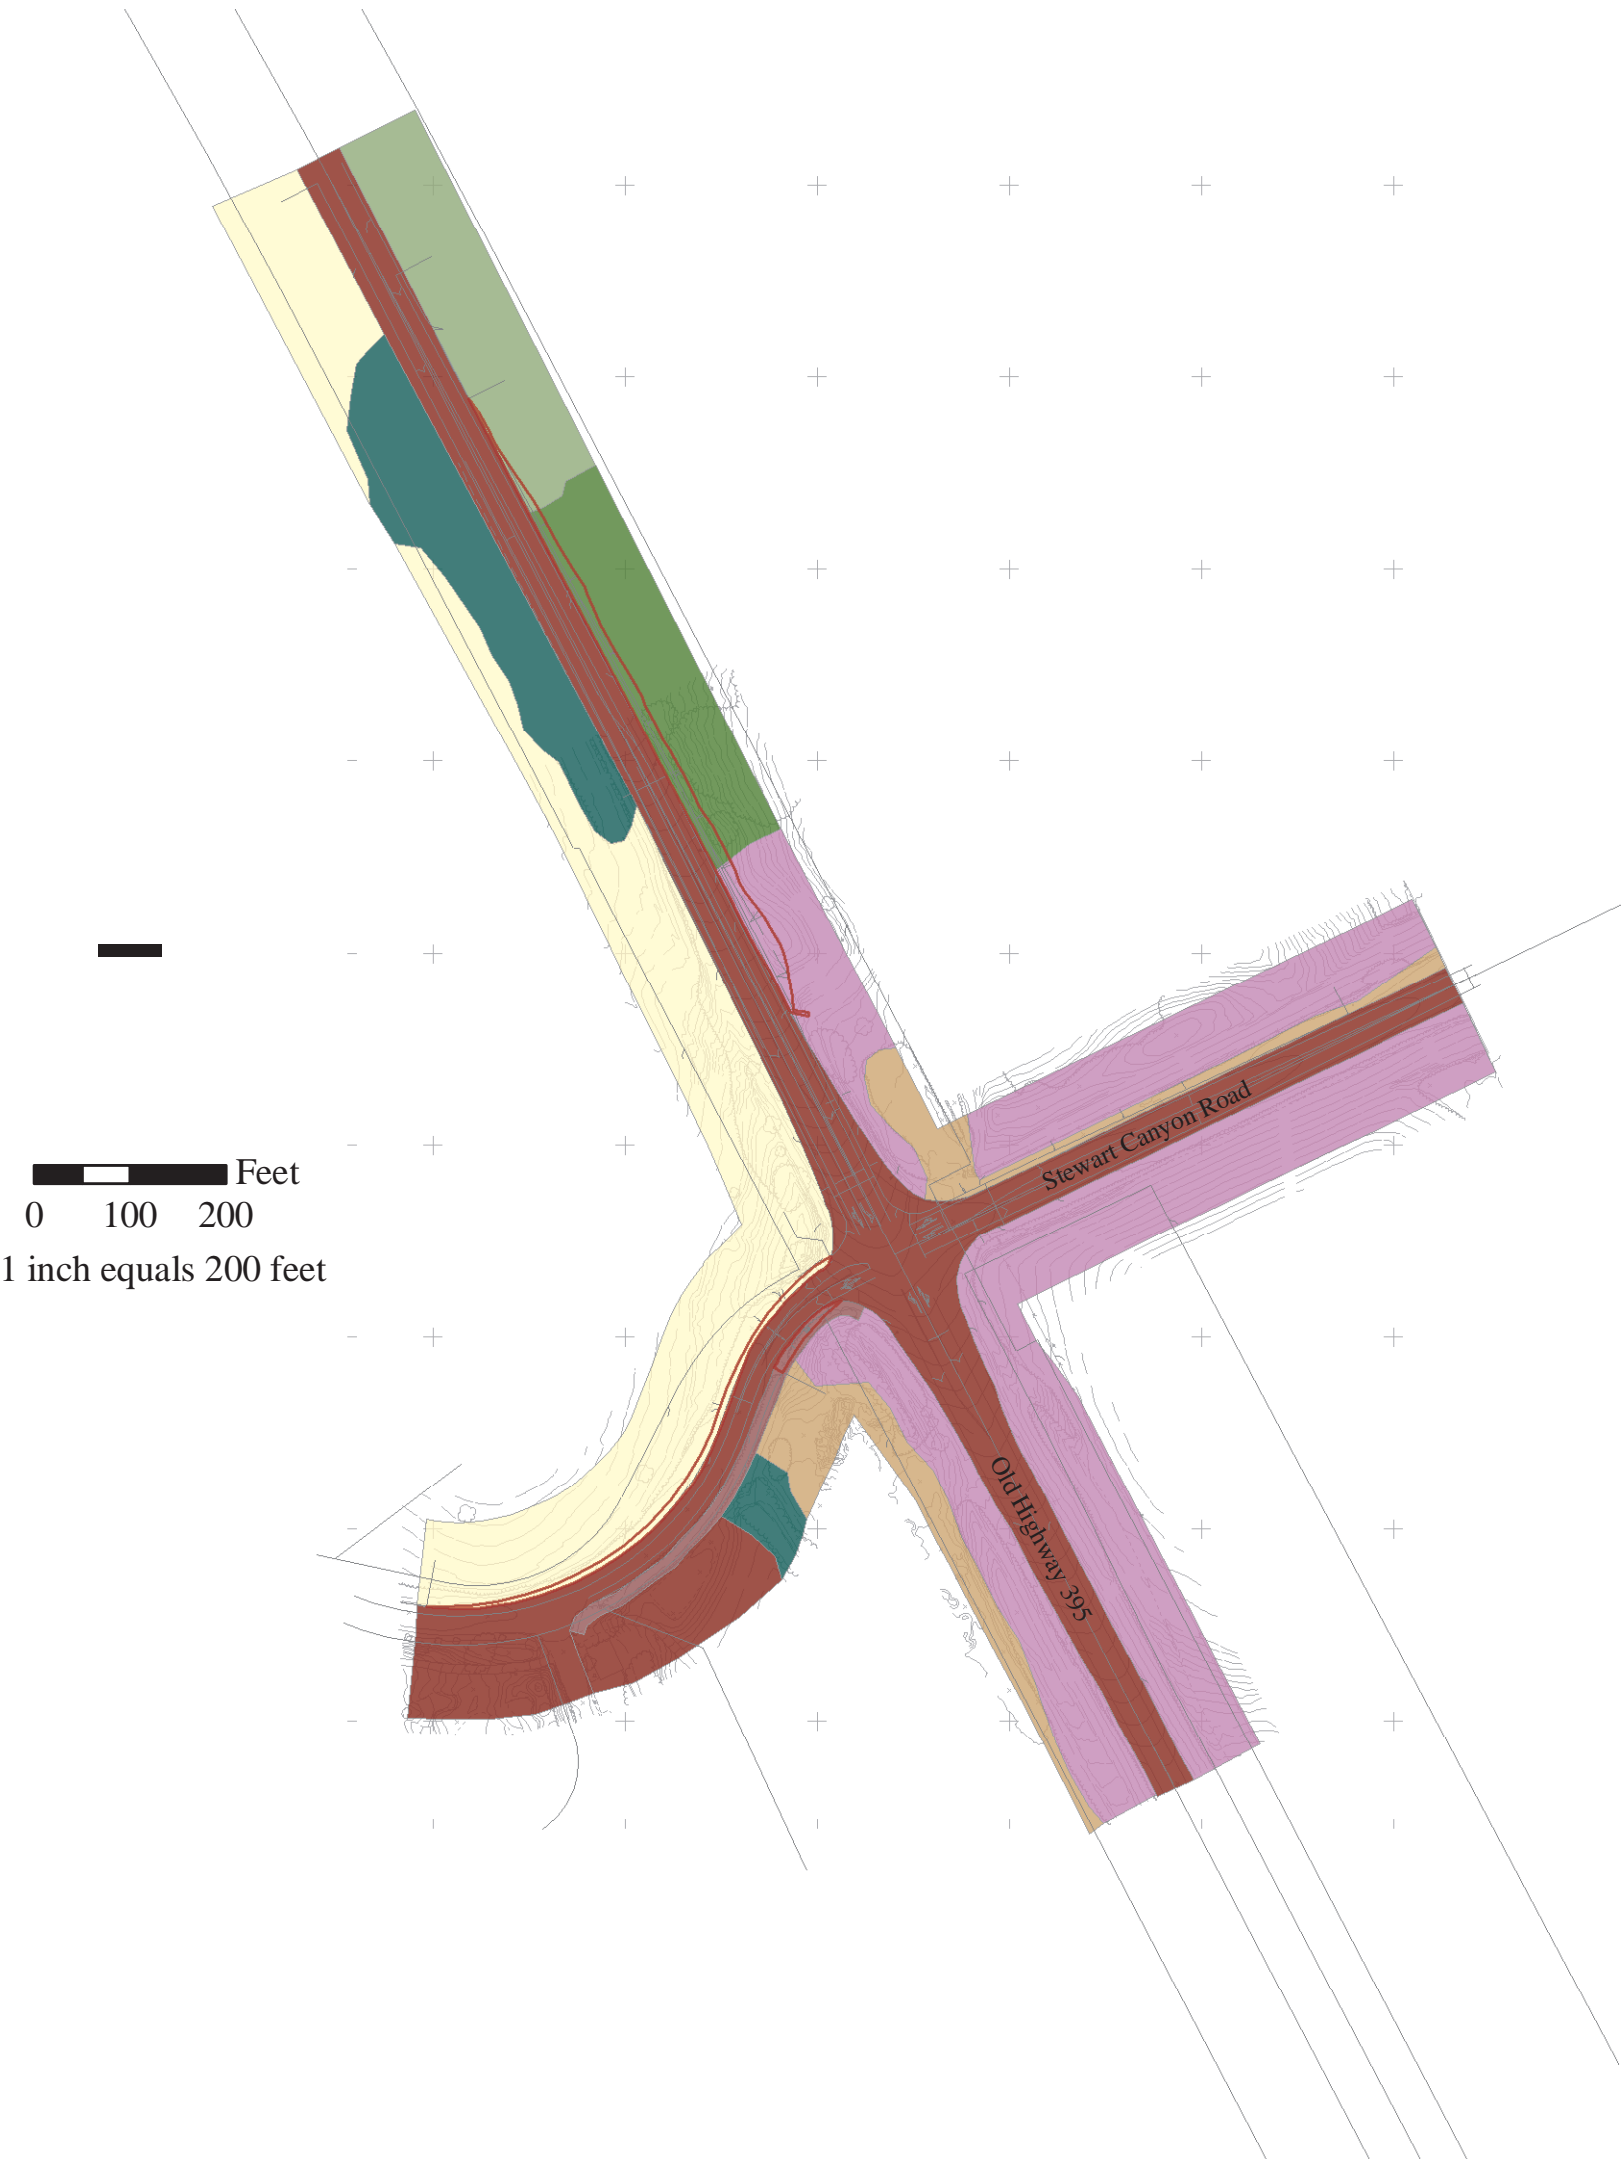 Stewart Canyon Road
Feet
0 100 200
1 inch equals 200 feet
Old Highway 395